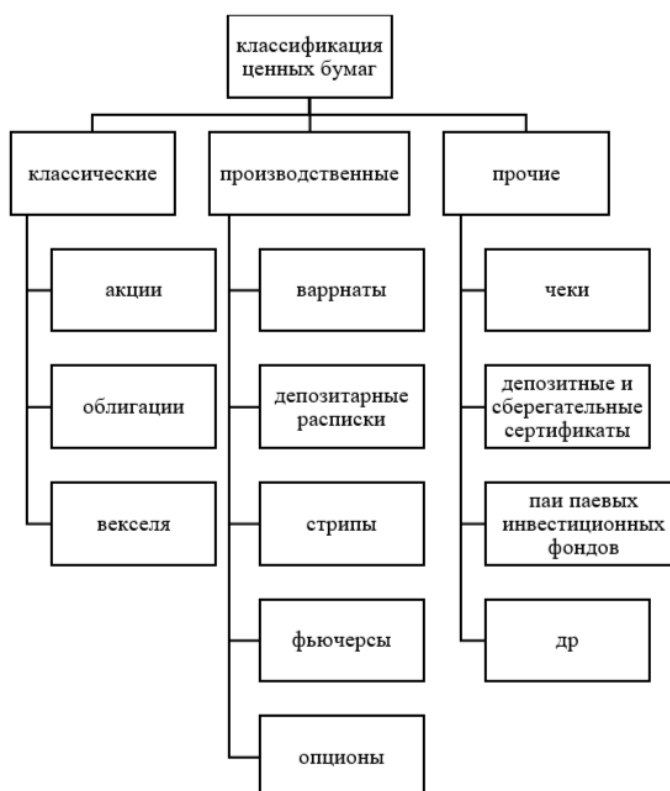 классификация
ценных бумаг
классические
производственные
прочие
акции
облигации
векселя
варрнаты
депозитарные
расписки
стрипы
фьючерсы
опционы
чеки
депозитные и
сберегательные
сертификаты
паи паевых
инвестиционных
фондов
др